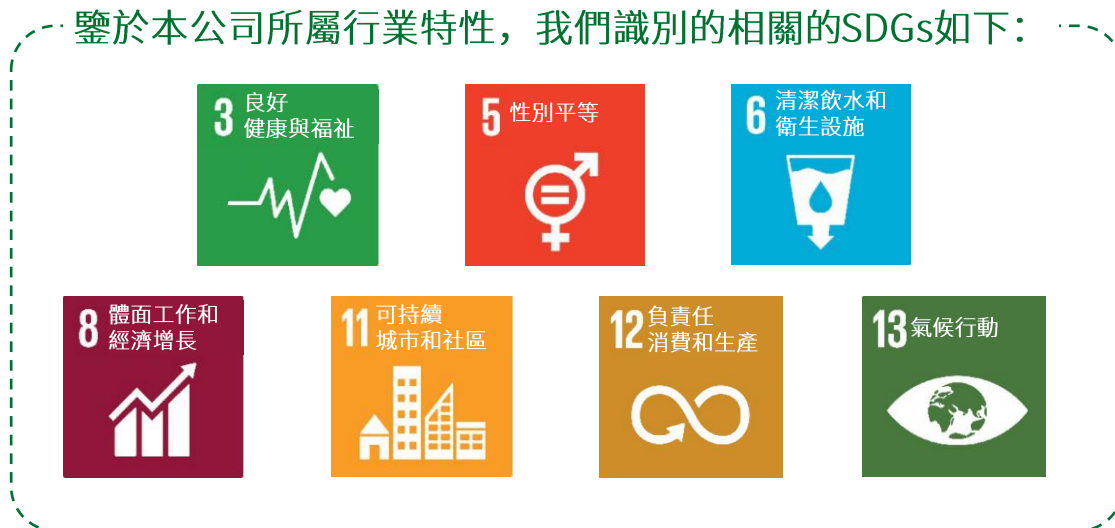 鑒於本公司所屬行業特性，我們識別的相關的SDGs如下：
3 良好
健康與福祉
5 性別平等
6 清潔飲水和
衛生設施
8 體面工作和
經濟增長
11 可持續
城市和社區
12 負責任
消費和生產
13 氣候行動